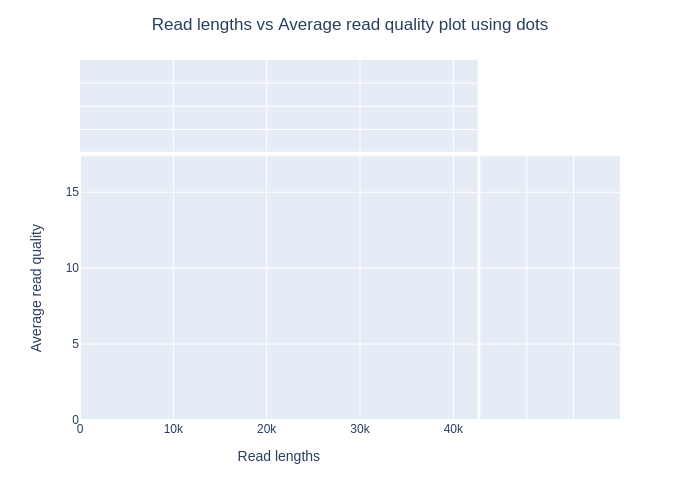 Read lengths vs Average read quality plot using dots
Average read quality
15
10
5
0
0 10k 20k 30k 40k
Read lengths